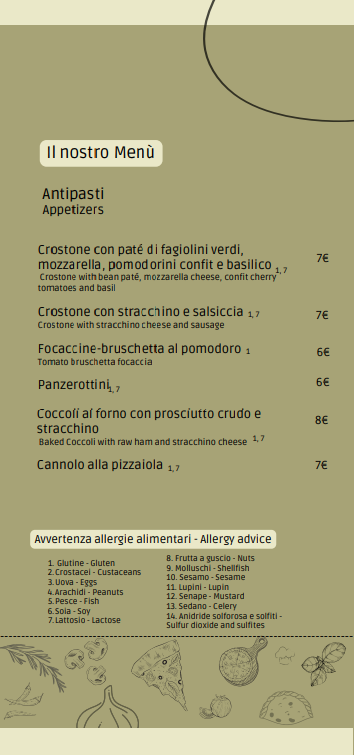 Il nostro Menù
Antipasti
Appetizers
Crostone con paté di fagiolini verdi,
mozzarella, pomodorini confit e basilico 1, 7
7€
Crostone with bean paté, mozzarella cheese, confit cherry
tomatoes and basil
Crostone con stracchino e salsiccia 1, 7
7€
Crostone with stracchino cheese and sausage
Focaccine-bruschetta al pomodoro 1
6€
Tomato bruschetta focaccia
Panzerottini 1, 7
6€
Coccoli al forno con prosciutto crudo e
stracchino
8€
Baked Coccoli with raw ham and stracchino cheese 1, 7
Cannolo alla pizzaiola 1, 7
7€
Avvertenza allergie alimentari - Allergy advice
1. Glutine - Gluten
2.Crostacei - Custaceans
3.Uova - Eggs
4.Arachidi - Peanuts
5.Pesce - Fish
6.Soia - Soy
7.Lattosio - Lactose
8. Frutta a guscio - Nuts
9. Molluschi - Shellfish
10. Sesamo - Sesame
11. Lupini - Lupin
12. Senape - Mustard
13. Sedano - Celery
14. Anidride solforosa e solfiti -
Sulfur dioxide and sulfites